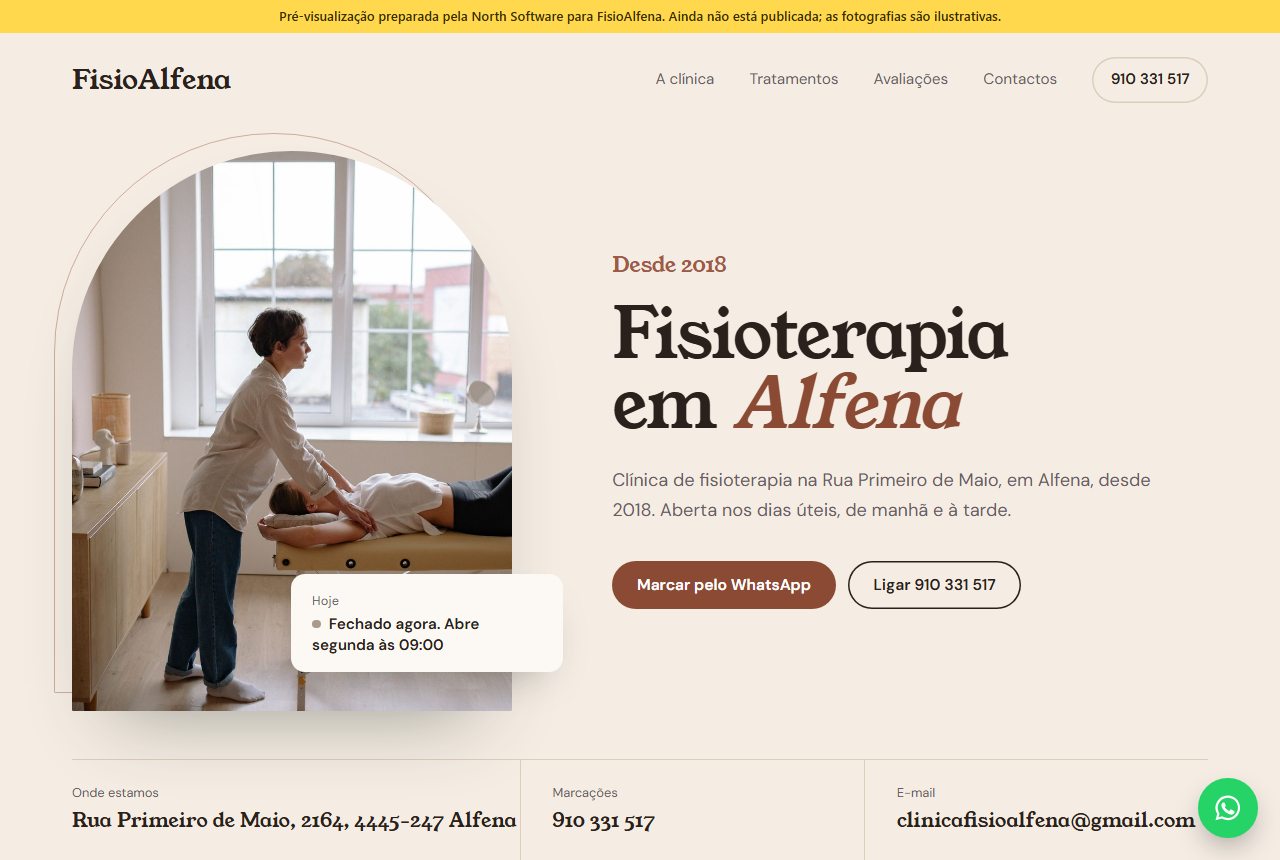 Pré-visualização preparada pela North Software para FisioAlfena. Ainda não está publicada; as fotografias são ilustrativas.
FisioAlfena
A clínica
Tratamentos
Avaliações
Contactos
910 331 517
Desde 2018
Fisioterapia
em Alfena
Clínica de fisioterapia na Rua Primeiro de Maio, em Alfena, desde
2018. Aberta nos dias úteis, de manhã e à tarde.
Marcar pelo WhatsApp
Ligar 910 331 517
Hoje
Fechado agora. Abre
segunda às 09:00
Onde estamos
Rua Primeiro de Maio, 2164, 4445-247 Alfena
Marcações
910 331 517
E-mail
clinicafisioalfena@gmail.com